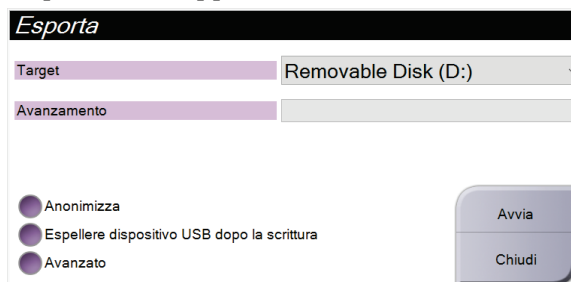 Esporta
Target Removable Disk (D:)
Avanzamento
Anonimizza
Espellere dispositivo USB dopo la scrittura
Avanzato
Avvia
Chiudi